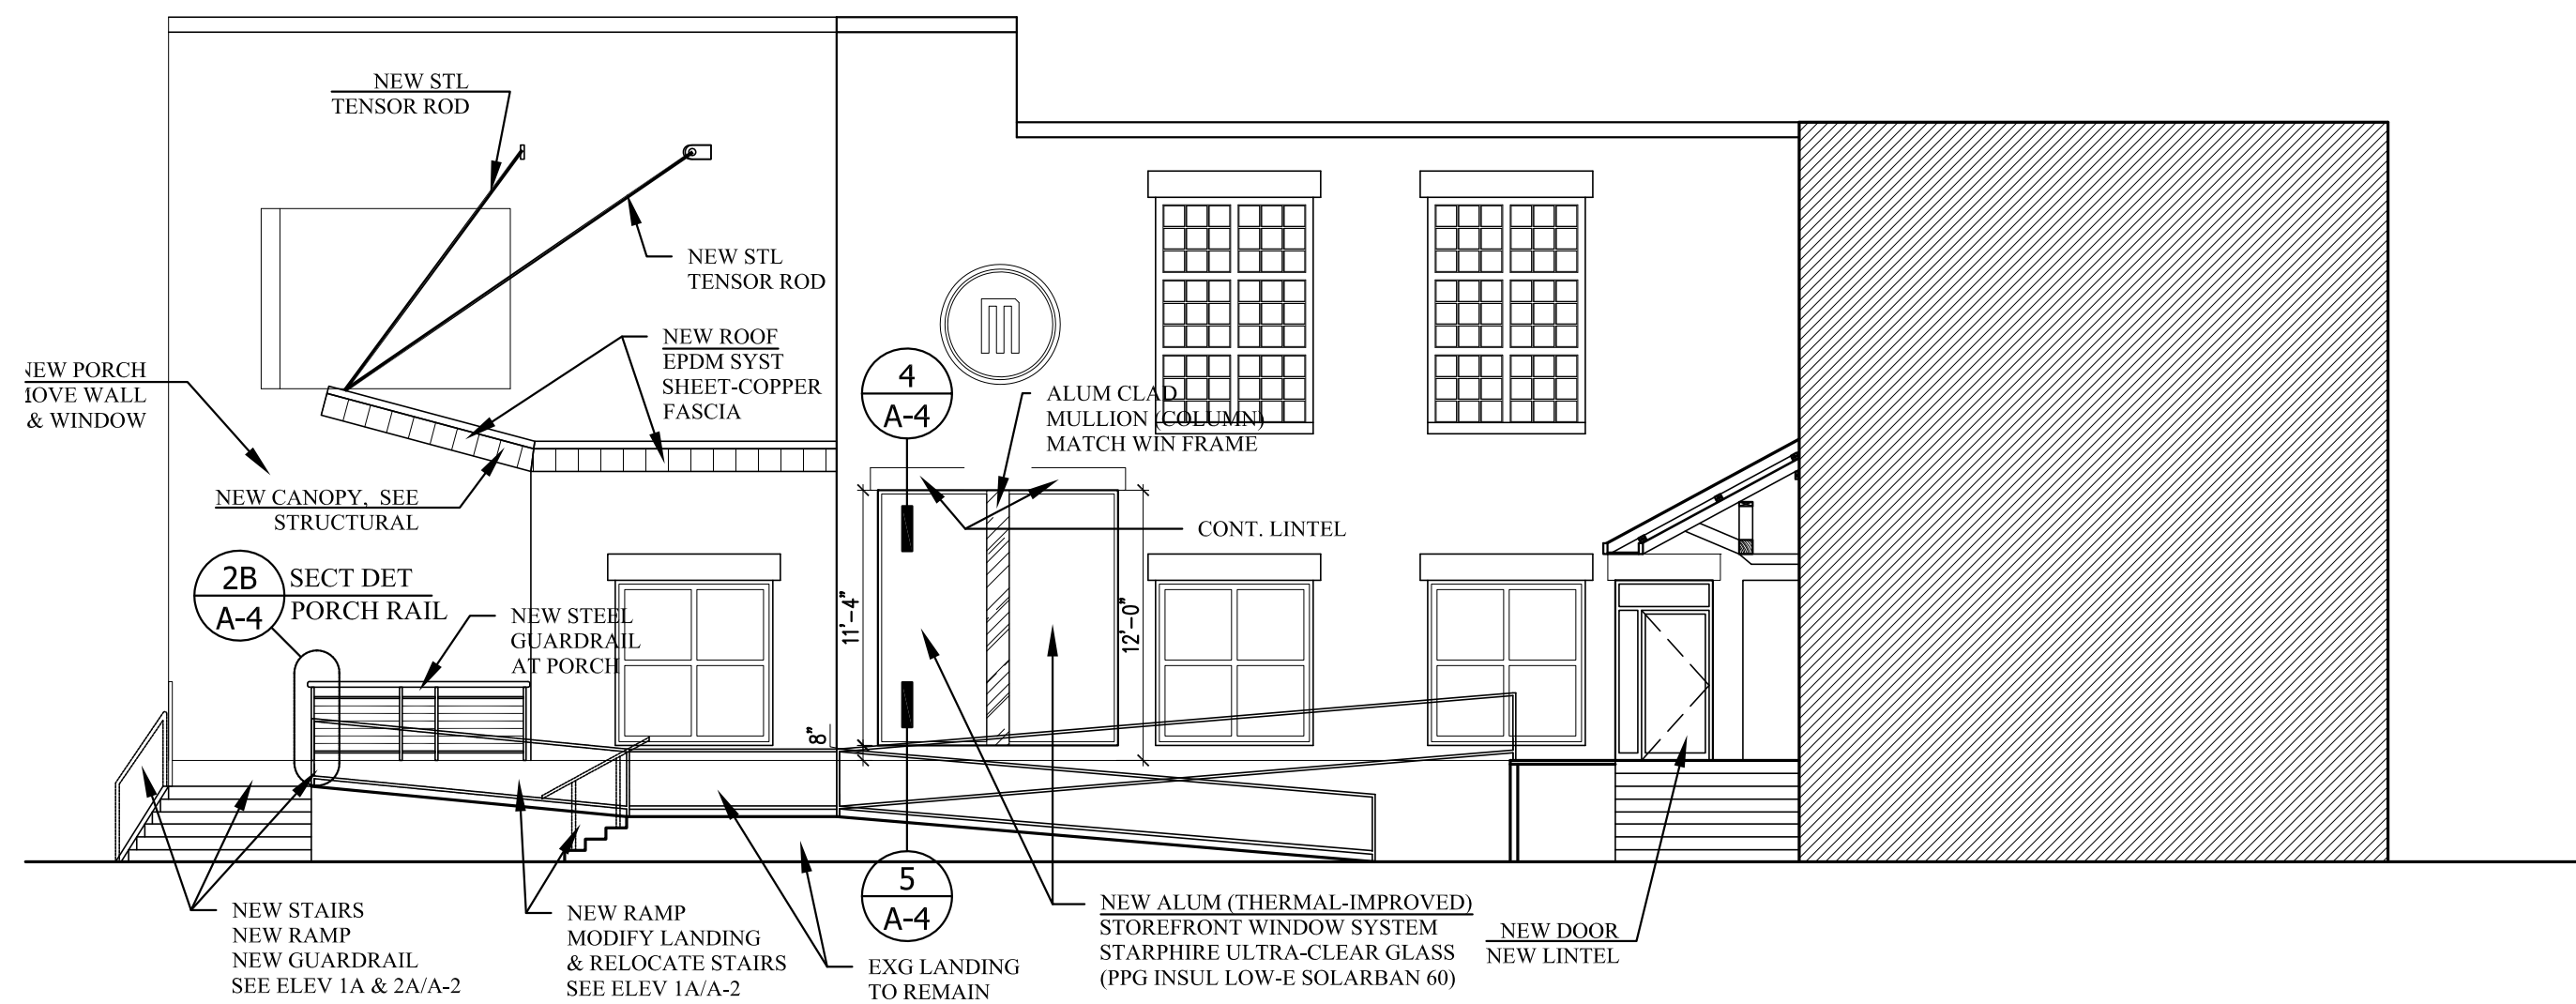 NEW STL
TENSOR ROD
NEW STL
TENSOR ROD
NEW ROOF
EPDM SYST
SHEET-COPPER
FASCIA
4
A-4
ALUM CLAD
MULLION (COLUMN)
MATCH WIN FRAME
NEW PORCH
MOVE WALL
& WINDOW
NEW CANOPY, SEE
STRUCTURAL
CONT. LINTEL
2B
A-4
SECT DET
PORCH RAIL
NEW STEEL
GUARDRAIL
AT PORCH
11'-4"
12'-0"
8"
NEW STAIRS
NEW RAMP
NEW GUARDRAIL
SEE ELEV 1A & 2A/A-2
NEW RAMP
MODIFY LANDING
& RELOCATE STAIRS
SEE ELEV 1A/A-2
5
A-4
EXG LANDING
TO REMAIN
NEW ALUM (THERMAL-IMPROVED)
STOREFRONT WINDOW SYSTEM
STARPHIRE ULTRA-CLEAR GLASS
(PPG INSUL LOW-E SOLARBAN 60)
NEW DOOR
NEW LINTEL